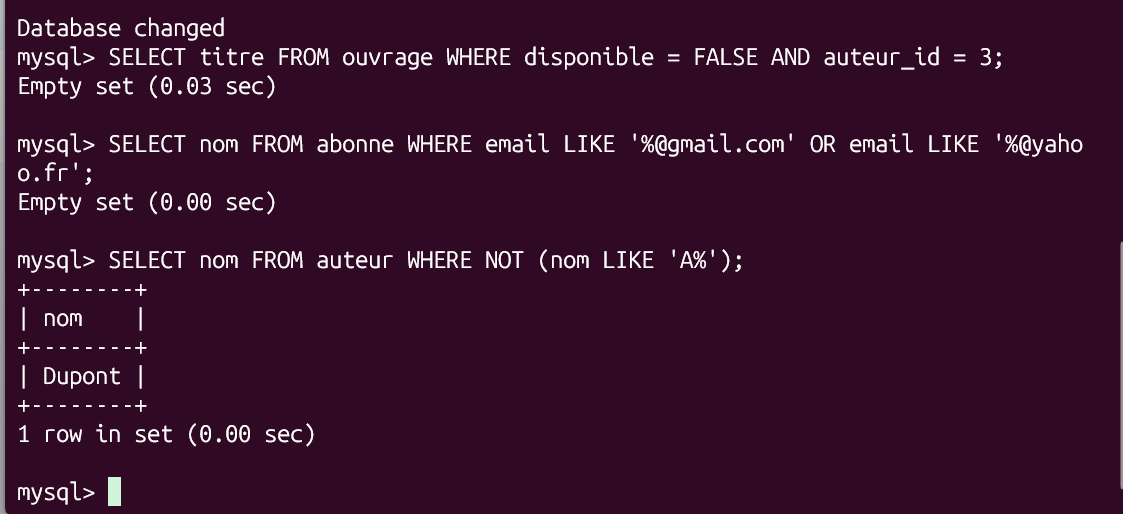 Database changed
mysql> SELECT titre FROM ouvrage WHERE disponible = FALSE AND auteur_id = 3;
Empty set (0.03 sec)
mysql> SELECT nom FROM abonne WHERE email LIKE '%@gmail.com' OR email LIKE '%@yaho
o.fr';
Empty set (0.00 sec)
mysql> SELECT nom FROM auteur WHERE NOT (nom LIKE 'A%');
+--------+
| nom    |
+--------+
| Dupont |
+--------+
1 row in set (0.00 sec)
mysql>